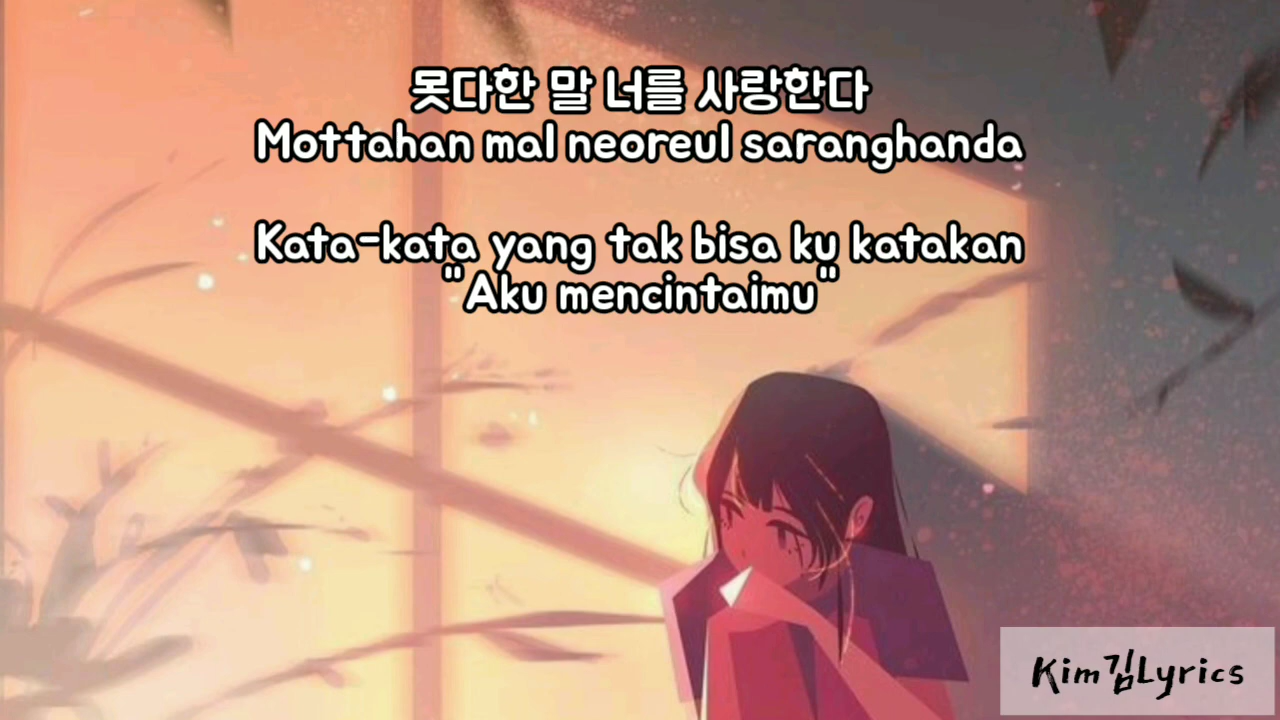 못다한 말 너를 사랑한다
Mottahan mal neoreul saranghanda
Kata-kata yang tak bisa ku katakan
"Aku mencintaimu"
Kim김Lyrics